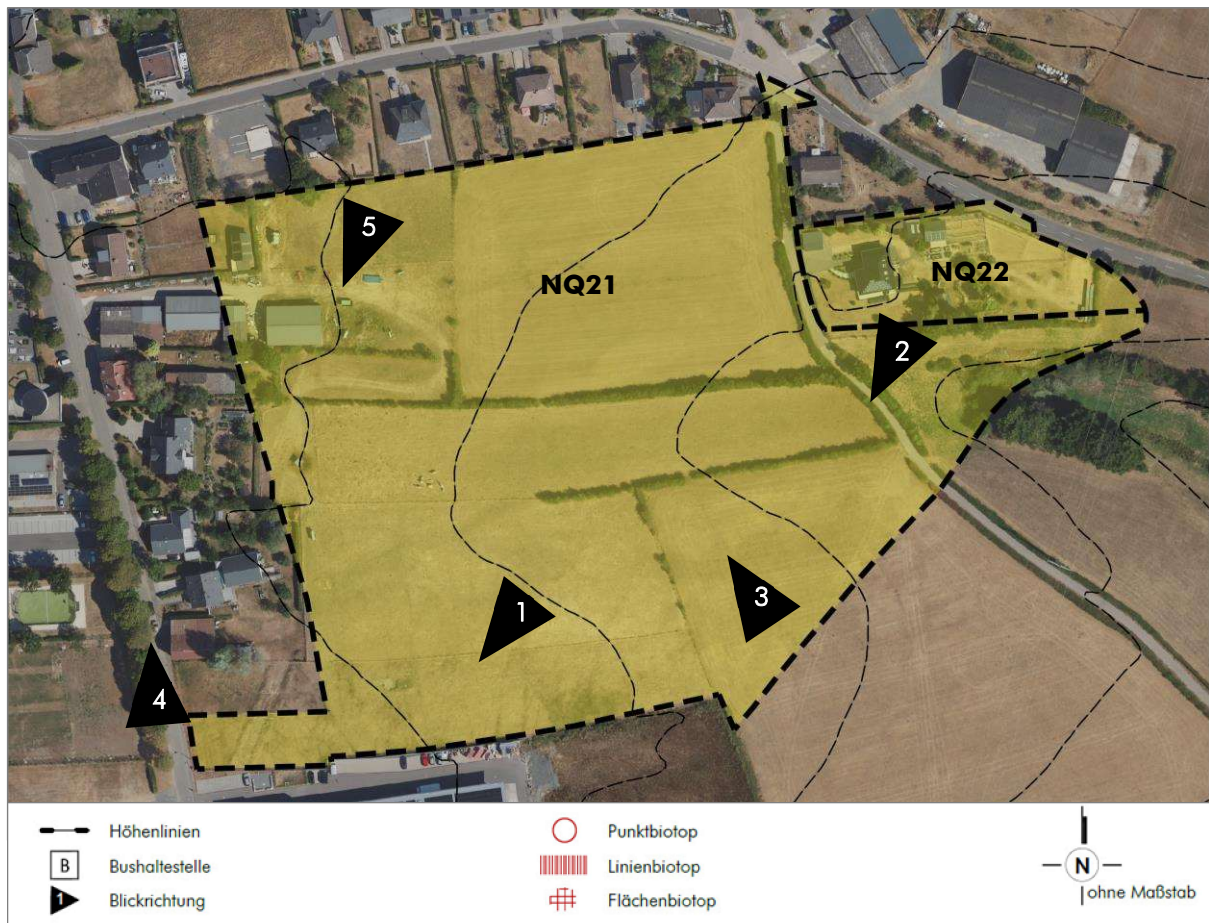 5
NQ21
NQ22
2
1
3
4
Höhenlinien
B Bushaltestelle
1 Blickrichtung
Punktbiotop
Linienbiotop
Flächenbiotop
N
ohne Maßstab